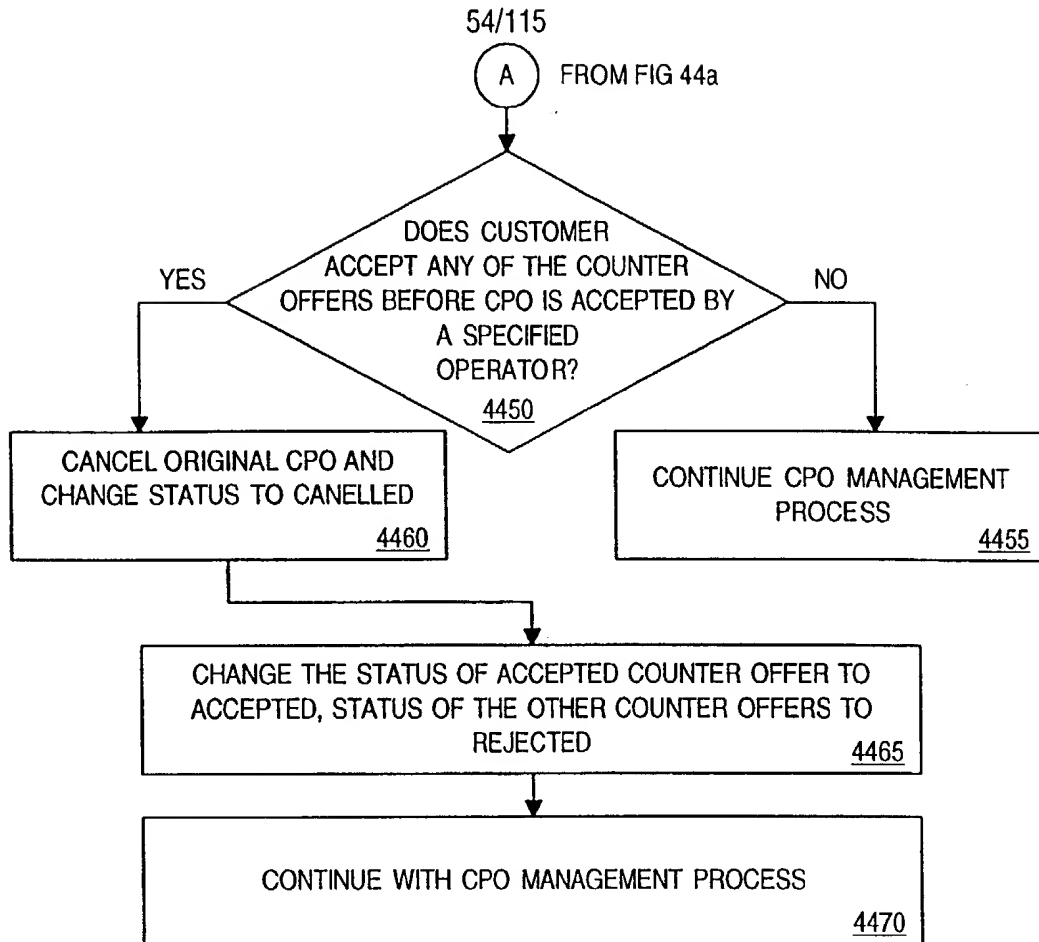 54/115
A FROM FIG 44a
DOES CUSTOMER
ACCEPT ANY OF THE COUNTER
OFFERS BEFORE CPO IS ACCEPTED BY
A SPECIFIED
OPERATOR?
4450
YES
NO
CANCEL ORIGINAL CPO AND
CHANGE STATUS TO CANELLED
4460
CONTINUE CPO MANAGEMENT
PROCESS
4455
CHANGE THE STATUS OF ACCEPTED COUNTER OFFER TO
ACCEPTED, STATUS OF THE OTHER COUNTER OFFERS TO
REJECTED
4465
CONTINUE WITH CPO MANAGEMENT PROCESS
4470